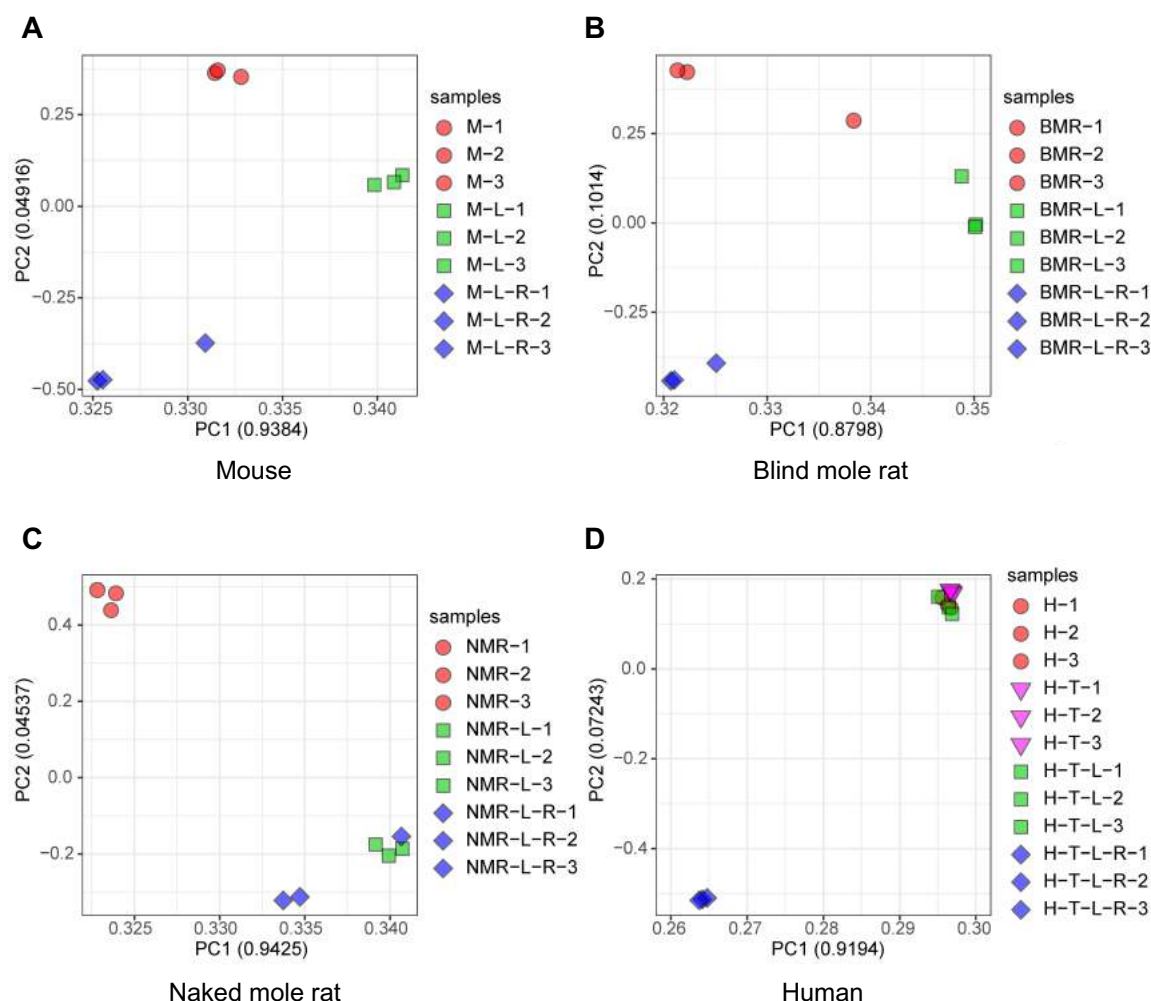 A
PC2 (0.04916)
0.25
0.00
−0.25
−0.50
0.325
0.330
0.335
0.340
PC1 (0.9384)
samples
M−1
M−2
M−3
M−L−1
M−L−2
M−L−3
M−L−R−1
M−L−R−2
M−L−R−3
Mouse
B
PC2 (0.1014)
0.25
0.00
−0.25
0.32
0.33
0.34
0.35
PC1 (0.8798)
samples
BMR−1
BMR−2
BMR−3
BMR−L−1
BMR−L−2
BMR−L−3
BMR−L−R−1
BMR−L−R−2
BMR−L−R−3
Blind mole rat
C
PC2 (0.04537)
0.4
0.2
0.0
−0.2
0.325
0.330
0.335
0.340
PC1 (0.9425)
samples
NMR−1
NMR−2
NMR−3
NMR−L−1
NMR−L−2
NMR−L−3
NMR−L−R−1
NMR−L−R−2
NMR−L−R−3
Naked mole rat
D
PC2 (0.07243)
0.2
0.0
−0.2
−0.4
0.26
0.27
0.28
0.29
0.30
PC1 (0.9194)
samples
H−1
H−2
H−3
H−T−1
H−T−2
H−T−3
H−T−L−1
H−T−L−2
H−T−L−3
H−T−L−R−1
H−T−L−R−2
H−T−L−R−3
Human